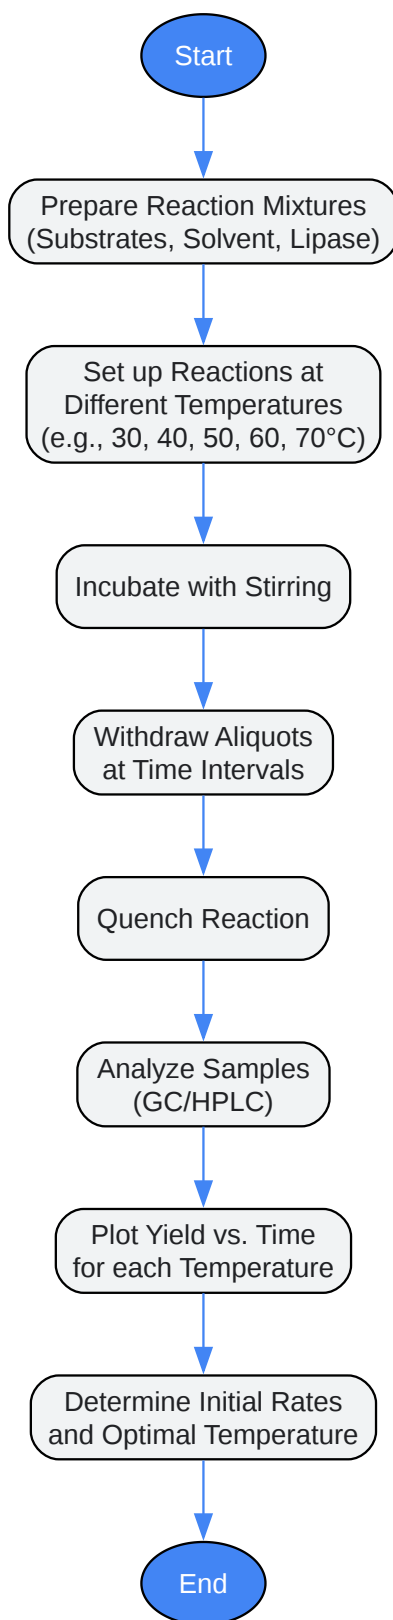 Start
Prepare Reaction Mixtures
(Substrates, Solvent, Lipase)
Set up Reactions at
Different Temperatures
(e.g., 30, 40, 50, 60, 70°C)
Incubate with Stirring
Withdraw Aliquots
at Time Intervals
Quench Reaction
Analyze Samples
(GC/HPLC)
Plot Yield vs. Time
for each Temperature
Determine Initial Rates
and Optimal Temperature
End